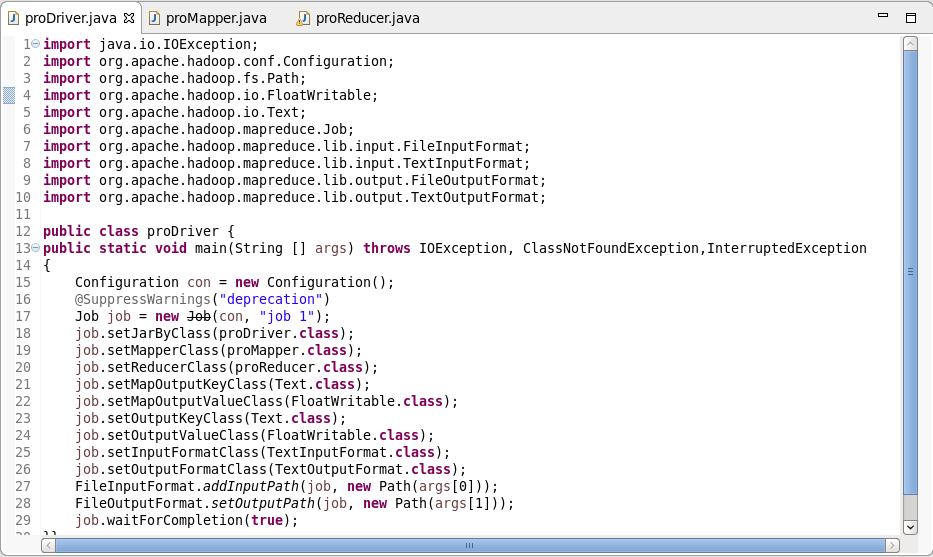 proDriver.java proMapper.java proReducer.java
1 import java.io.IOException;
2 import org.apache.hadoop.conf.Configuration;
3 import org.apache.hadoop.fs.Path;
4 import org.apache.hadoop.io.FloatWritable;
5 import org.apache.hadoop.io.Text;
6 import org.apache.hadoop.mapreduce.Job;
7 import org.apache.hadoop.mapreduce.lib.input.FileInputFormat;
8 import org.apache.hadoop.mapreduce.lib.input.TextInputFormat;
9 import org.apache.hadoop.mapreduce.lib.output.FileOutputFormat;
10 import org.apache.hadoop.mapreduce.lib.output.TextOutputFormat;
11
12 public class proDriver {
13 public static void main(String [] args) throws IOException, ClassNotFoundException,InterruptedException
14 {
15     Configuration con = new Configuration();
16     @SuppressWarnings("deprecation")
17     Job job = new Job(con, "job 1");
18     job.setJarByClass(proDriver.class);
19     job.setMapperClass(proMapper.class);
20     job.setReducerClass(proReducer.class);
21     job.setMapOutputKeyClass(Text.class);
22     job.setMapOutputValueClass(FloatWritable.class);
23     job.setOutputKeyClass(Text.class);
24     job.setOutputValueClass(FloatWritable.class);
25     job.setInputFormatClass(TextInputFormat.class);
26     job.setOutputFormatClass(TextOutputFormat.class);
27     FileInputFormat.addInputPath(job, new Path(args[0]));
28     FileOutputFormat.setOutputPath(job, new Path(args[1]));
29     job.waitForCompletion(true);